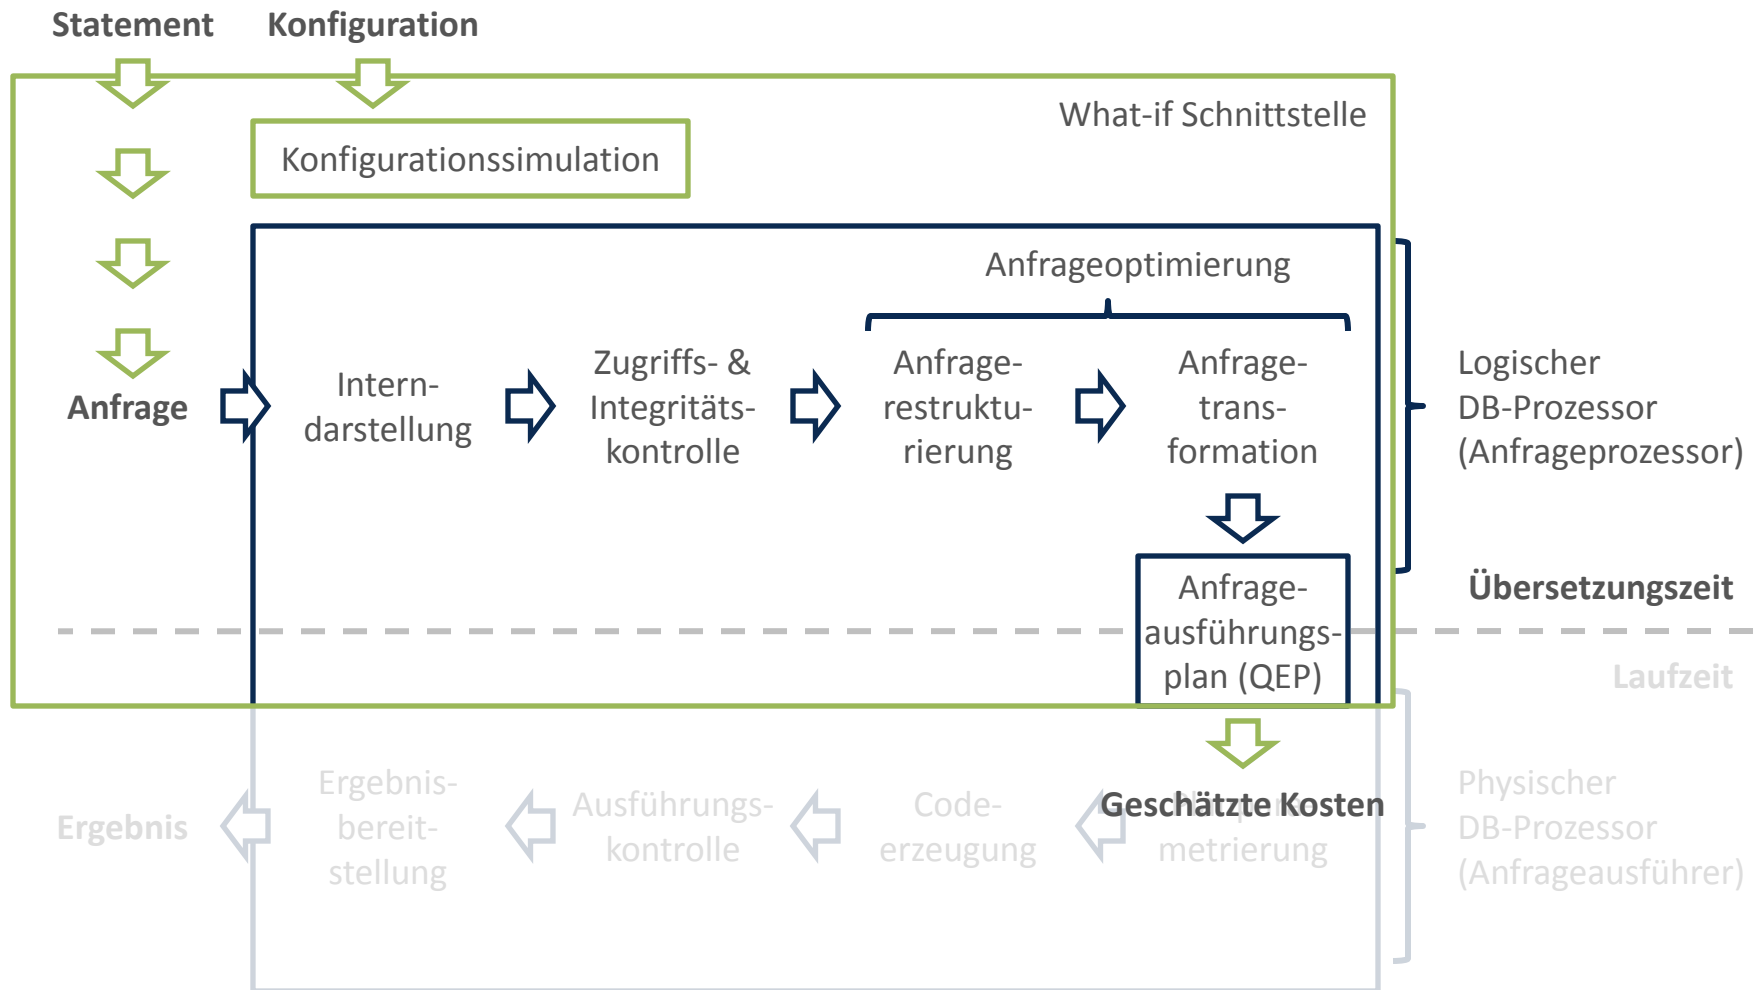 Statement
Konfiguration
What-if Schnittstelle
Konfigurationssimulation
Anfrageoptimierung
Anfrage
Intern-
darstellung
Zugriffs- &
Integritäts-
kontrolle
Anfrage-
restruktu-
rierung
Anfrage-
trans-
formation
Logischer
DB-Prozessor
(Anfrageprozessor)
Anfrage-
ausführungs-
plan (QEP)
Übersetzungszeit
Laufzeit
Geschätzte Kosten
metrierung
Code-
erzeugung
Ausführungs-
kontrolle
Ergebnis-
bereit-
stellung
Ergebnis
Physischer
DB-Prozessor
(Anfrageausführer)